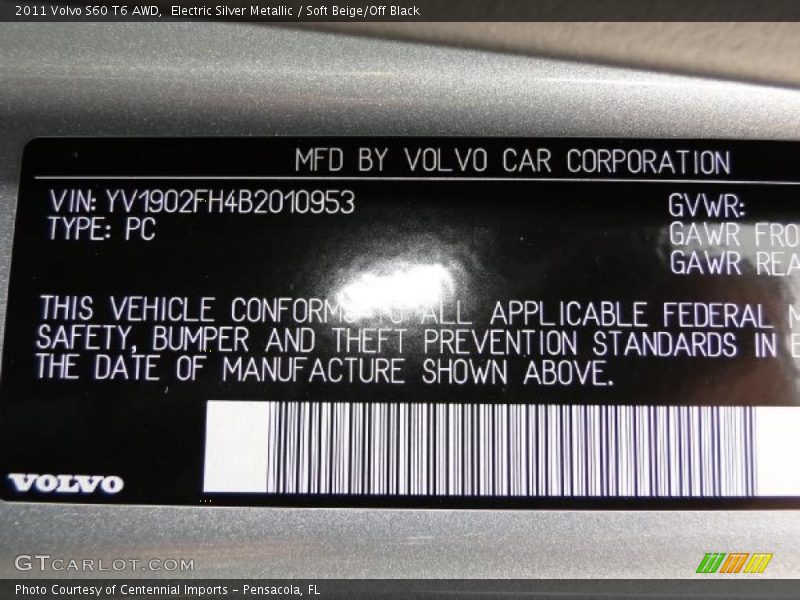 2011 Volvo S60 T6 AWD,  Electric Silver Metallic / Soft Beige/Off Black
MFD BY VOLVO CAR CORPORATION
VIN: YV1902FH4B2010953
TYPE: PC
GVWR:
GAWR FRO
GAWR REA
THIS VEHICLE CONFORMS TO ALL APPLICABLE FEDERAL M
SAFETY, BUMPER AND THEFT PREVENTION STANDARDS IN E
THE DATE OF MANUFACTURE SHOWN ABOVE.
VOLVO
GTCARLOT.COM
Photo Courtesy of Centennial Imports – Pensacola, FL